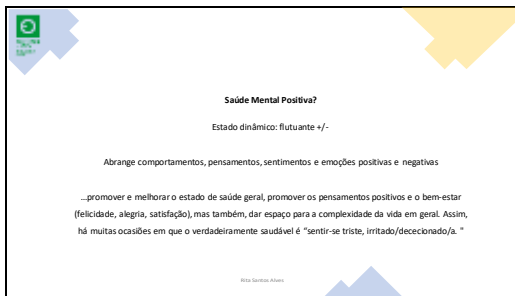 Saúde Mental Positiva?
Estado dinâmico: flutuante +/-
Abrange comportamentos, pensamentos, sentimentos e emoções positivas e negativas
...promover e melhorar o estado de saúde geral, promover os pensamentos positivos e o bem-estar
(felicidade, alegria, satisfação), mas também, dar espaço para a complexidade da vida em geral. Assim,
há muitas ocasiões em que o verdadeiramente saudável é “sentir-se triste, irritado/dececionado/a. "
Rita Santos Alves